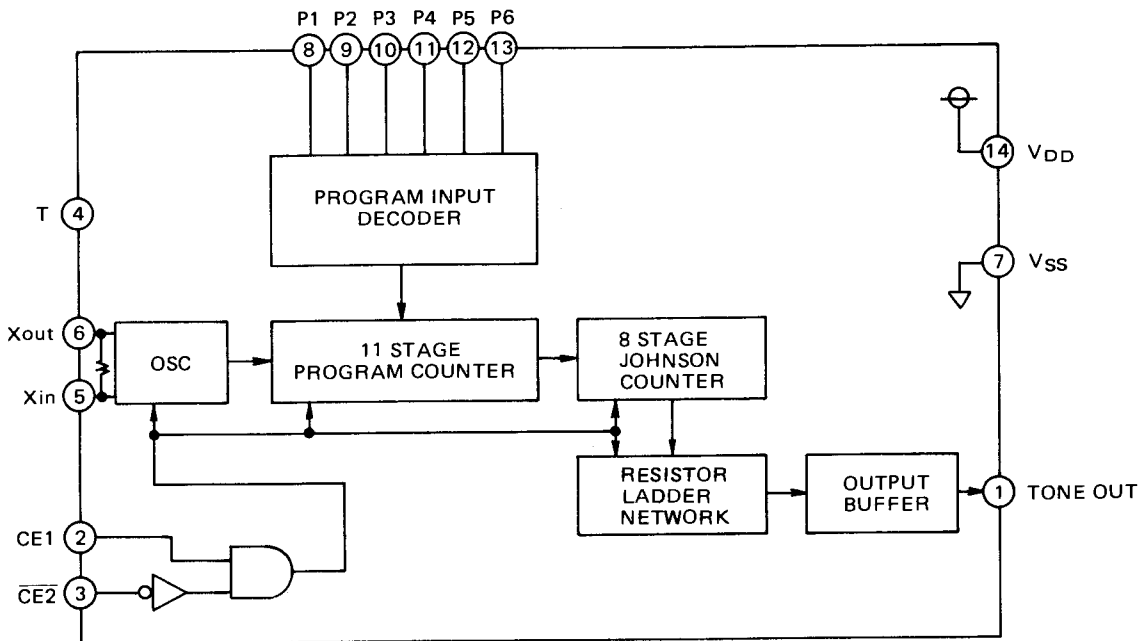 P1 P2 P3 P4 P5 P6
8 9 10 11 12 13
14 VDD
PROGRAM INPUT
DECODER
T 4
7 VSS
Xout 6
OSC
11 STAGE
PROGRAM COUNTER
8 STAGE
JOHNSON
COUNTER
Xin 5
RESISTOR
LADDER
NETWORK
OUTPUT
BUFFER
1 TONE OUT
CE1 2
C̅E̅2̅ 3